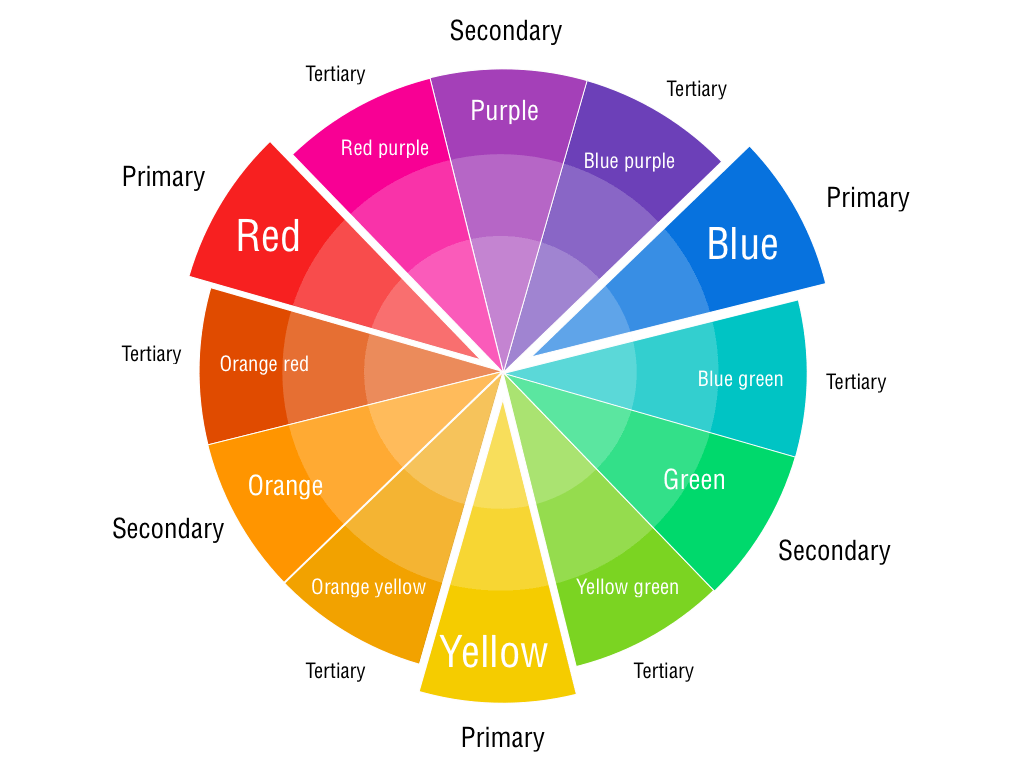 Secondary
Tertiary
Tertiary
Purple
Red purple
Blue purple
Primary
Primary
Red
Blue
Tertiary
Orange red
Blue green
Tertiary
Green
Orange
Secondary
Secondary
Orange yellow
Yellow green
Yellow
Tertiary
Tertiary
Primary